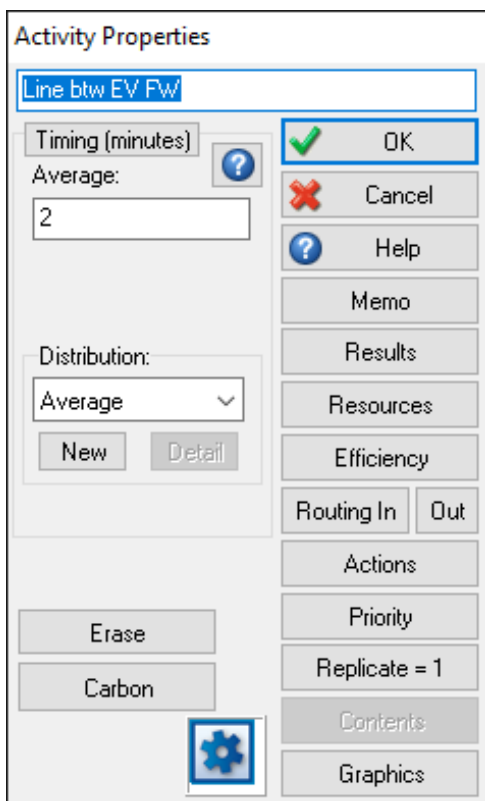 Activity Properties
Line btw EV FW
Timing (minutes)
Average:
2
Distribution:
Average
New
Detail
Erase
Carbon
OK
Cancel
Help
Memo
Results
Resources
Efficiency
Routing In
Out
Actions
Priority
Replicate = 1
Contents
Graphics